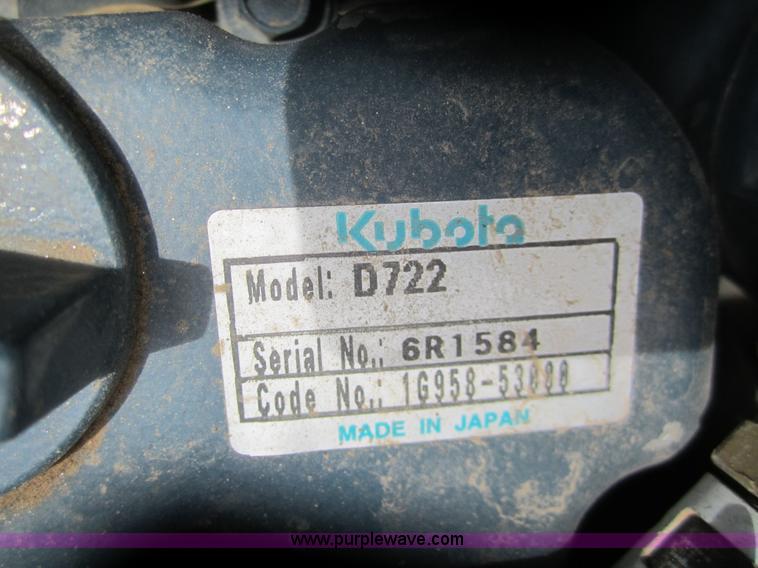 Kubota
Model: D722
Serial No.: 6R1584
Code No.: 1G958-53000
MADE IN JAPAN
www.purplewave.com